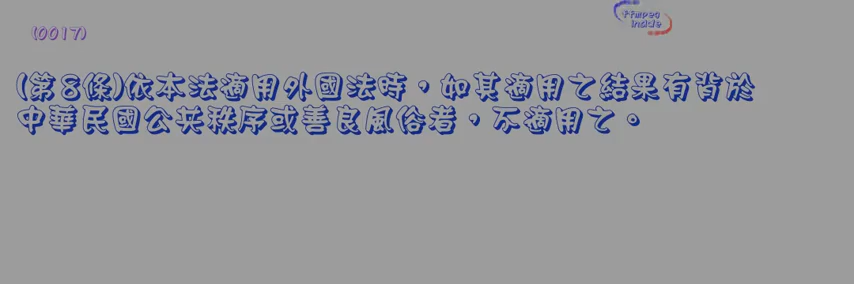 ffmpeg
inside
(0017)
(第8條)依本法適用外國法時，如其適用之結果有背於
中華民國公共秩序或善良風俗者，不適用之。